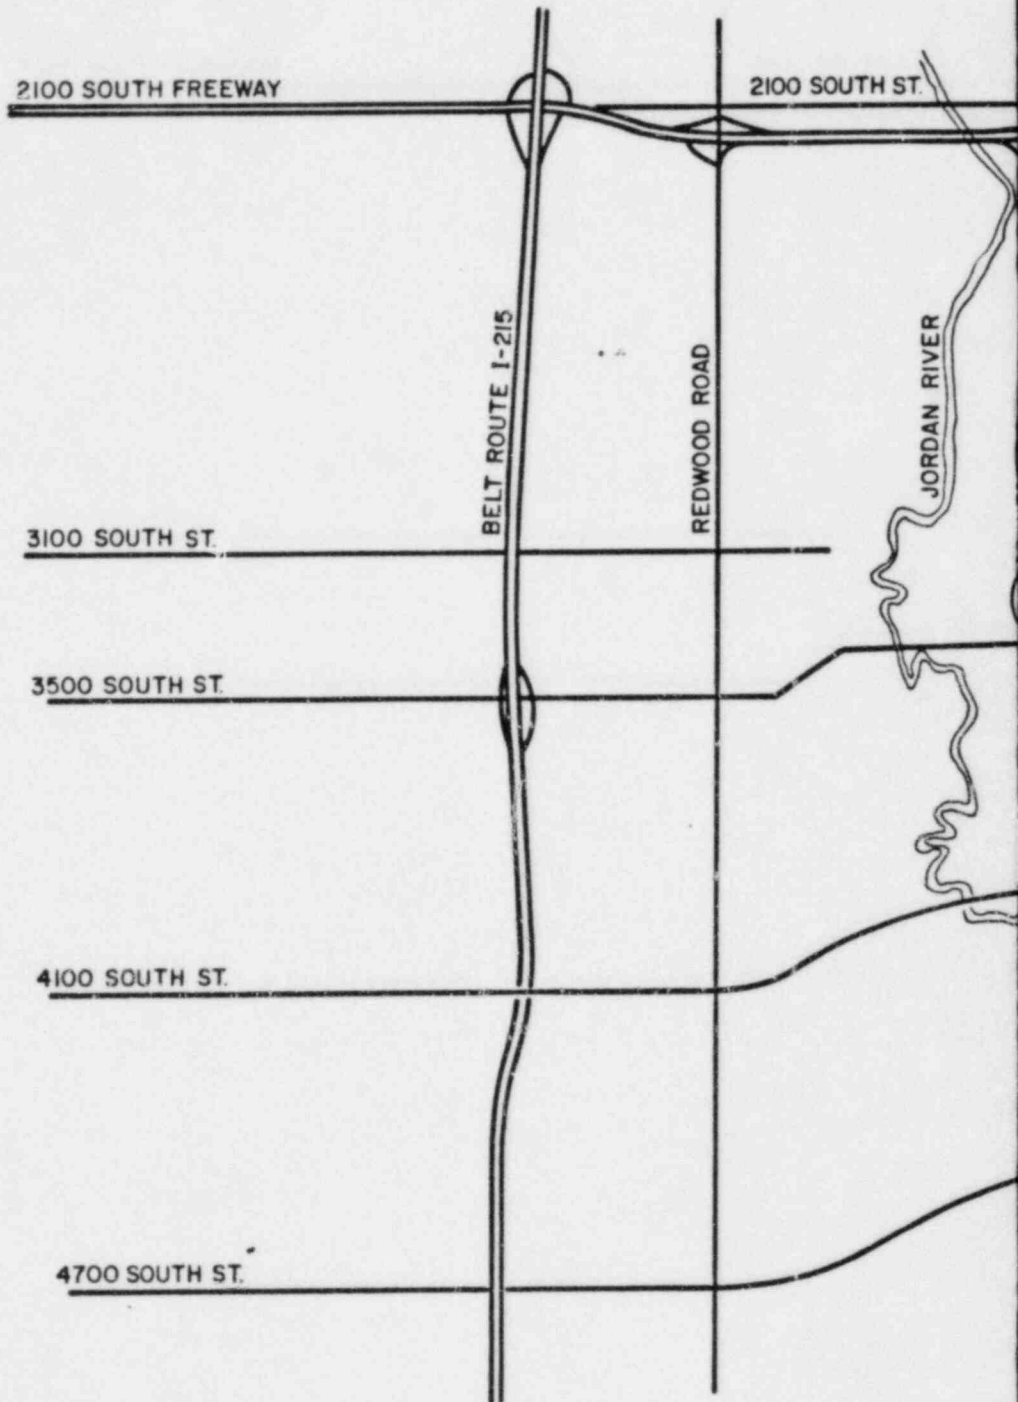 2100 SOUTH FREEWAY
2100 SOUTH ST.
BELT ROUTE I-215
REDWOOD ROAD
JORDAN RIVER
3100 SOUTH ST.
3500 SOUTH ST.
4100 SOUTH ST.
4700 SOUTH ST.